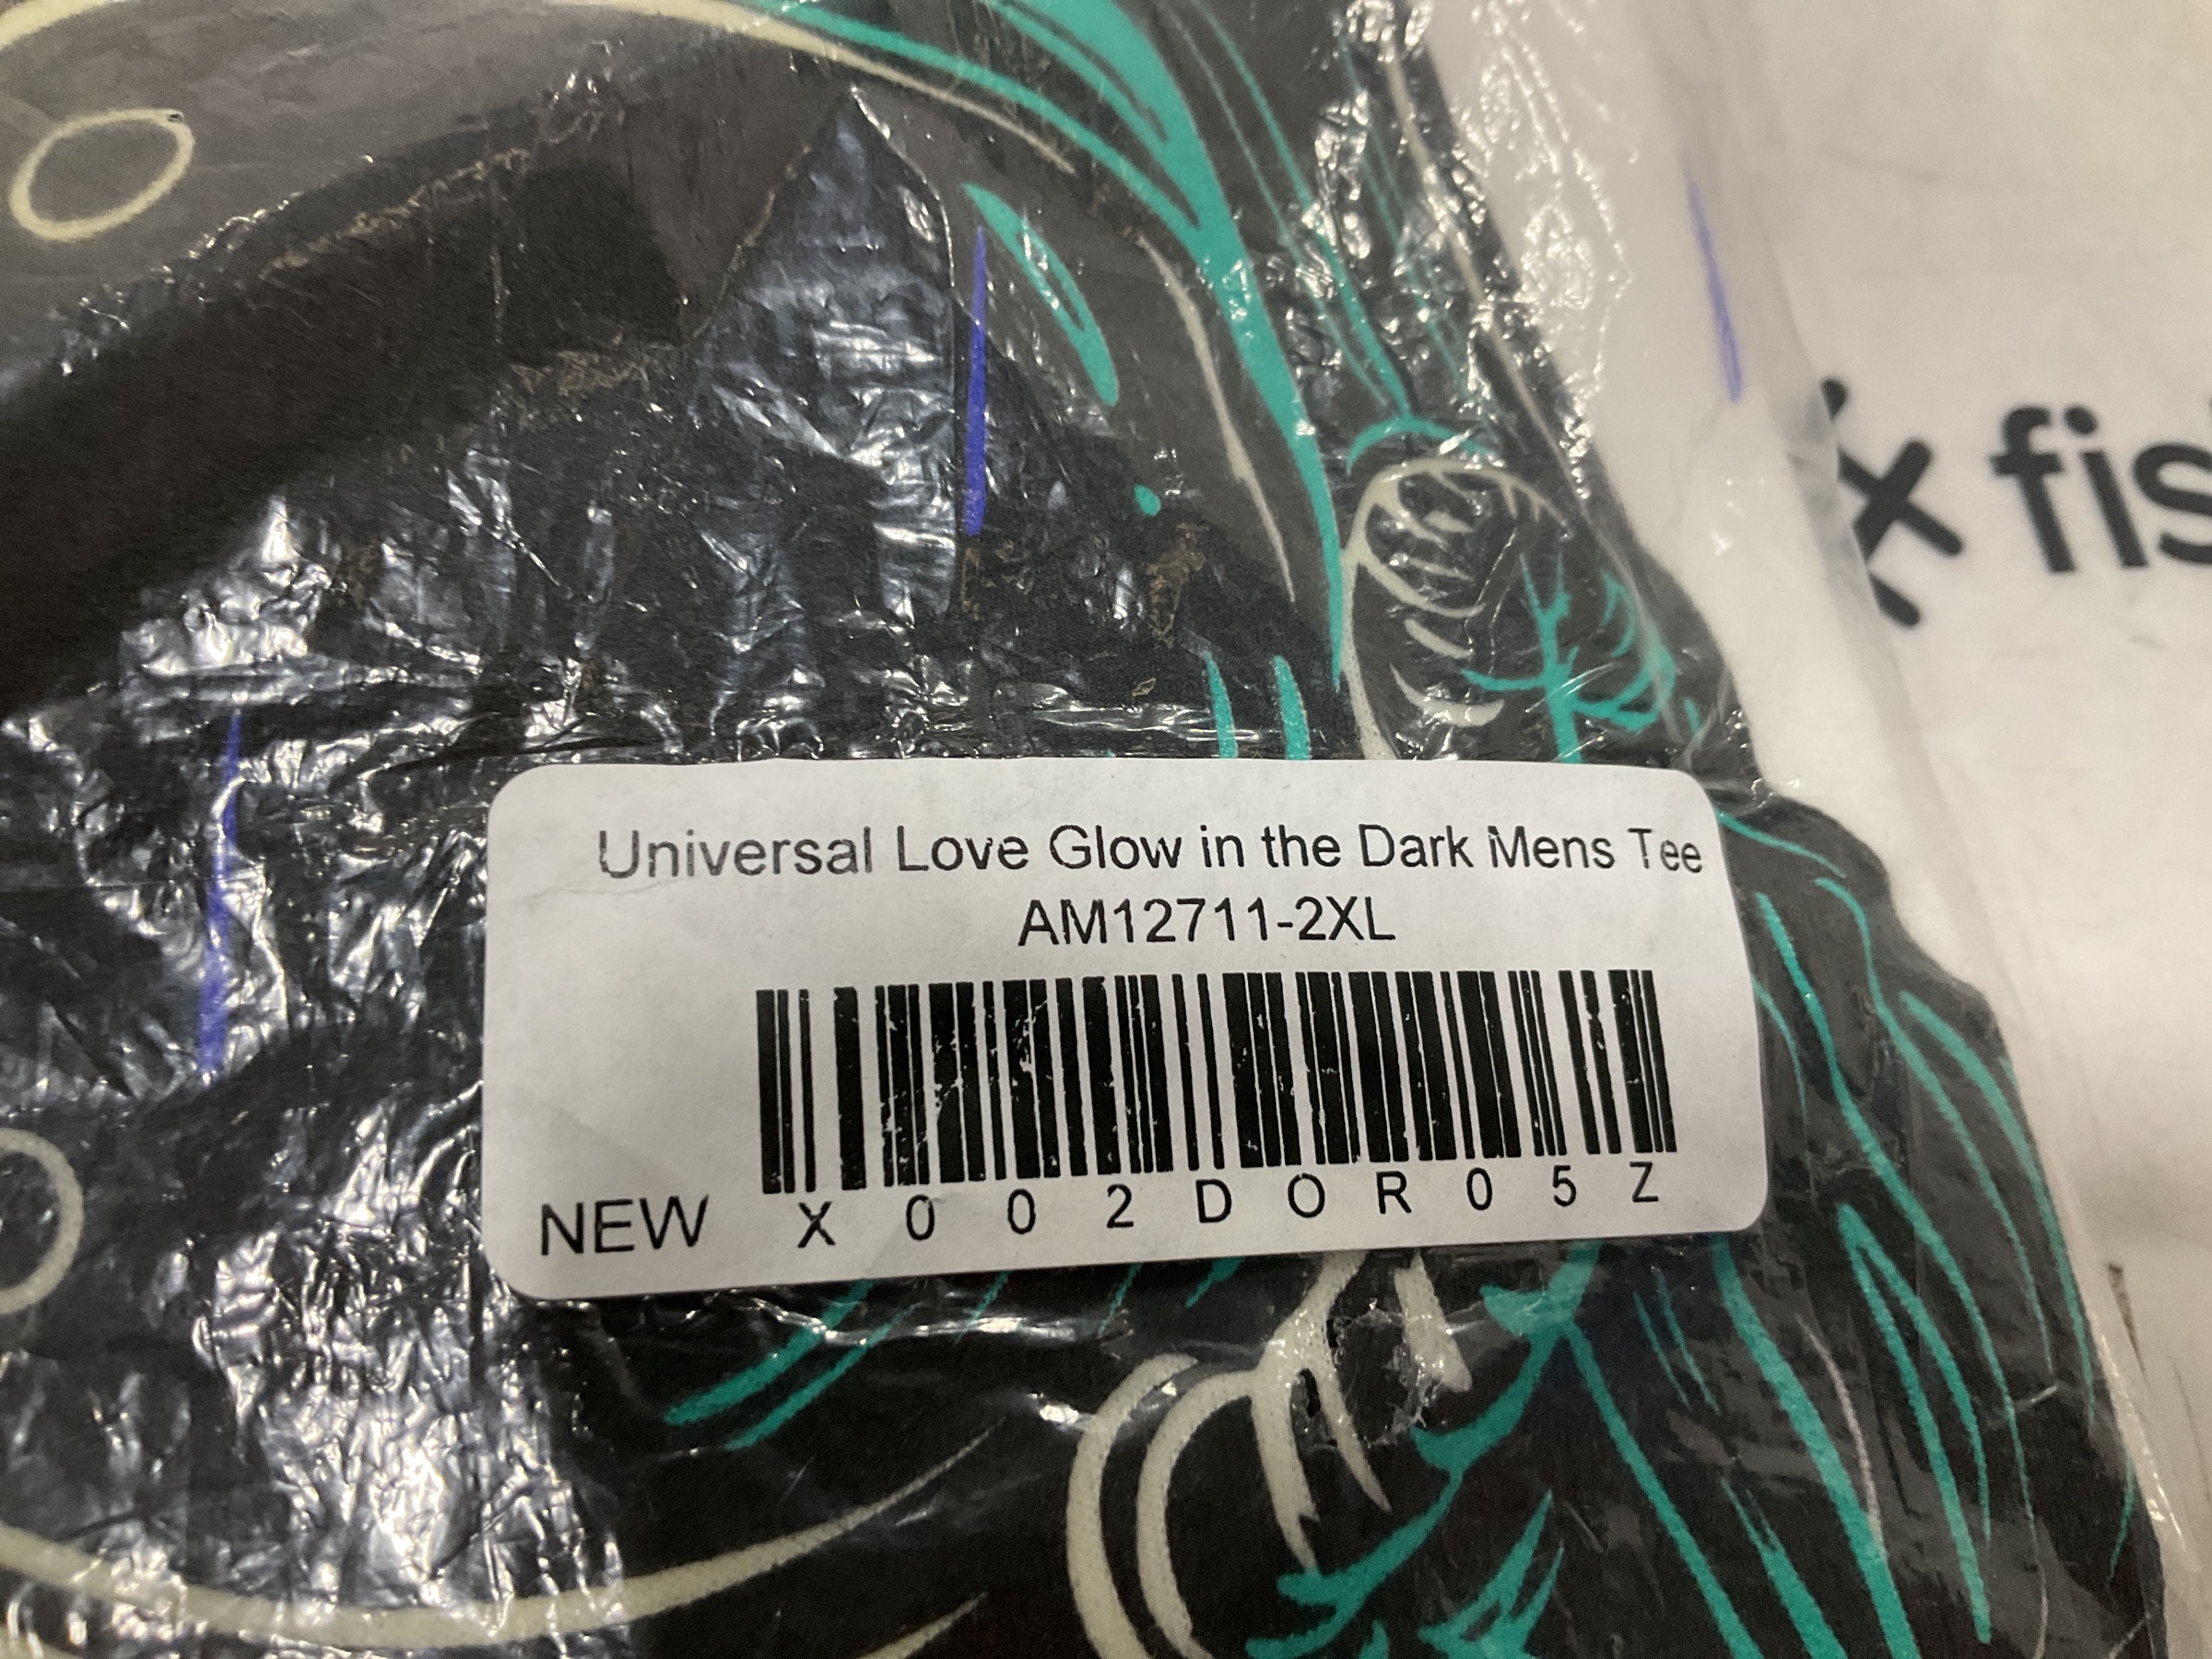 fis
Universal Love Glow in the Dark Mens Tee
AM12711-2XL
NEW X002DOR05Z